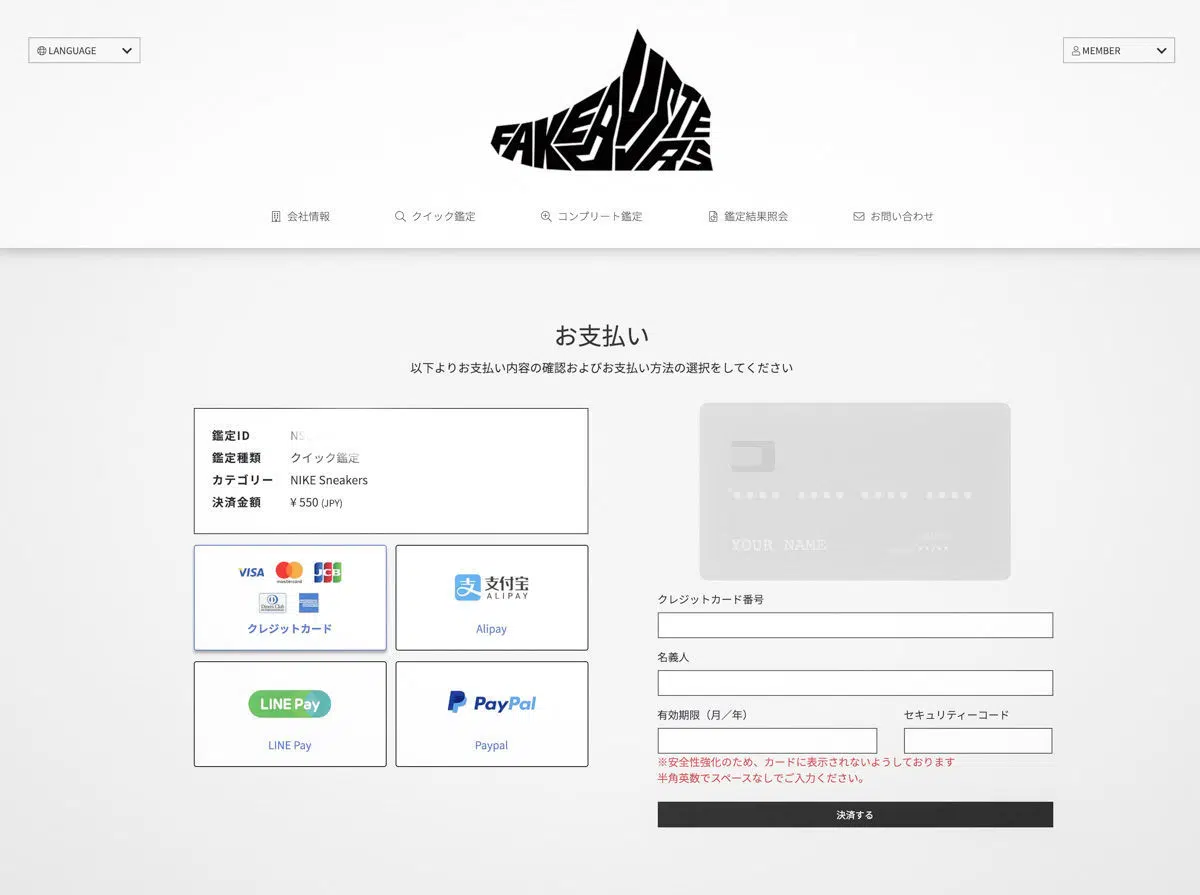 LANGUAGE
MEMBER
FAKEBUSTERS
会社情報
クイック鑑定
コンプリート鑑定
鑑定結果照会
お問い合わせ
お支払い
以下よりお支払い内容の確認およびお支払い方法の選択をしてください
鑑定ID NS
鑑定種類 クイック鑑定
カテゴリー NIKE Sneakers
決済金額 ¥ 550 (JPY)
VISA mastercard JCB
Diners Club
クレジットカード
支付宝
ALIPAY
Alipay
LINE Pay
LINE Pay
PayPal
Paypal
YOUR NAME
クレジットカード番号
名義人
有効期限（月／年）
セキュリティーコード
※安全性強化のため、カードに表示されないようしております
半角英数でスペースなしでご入力ください。
決済する